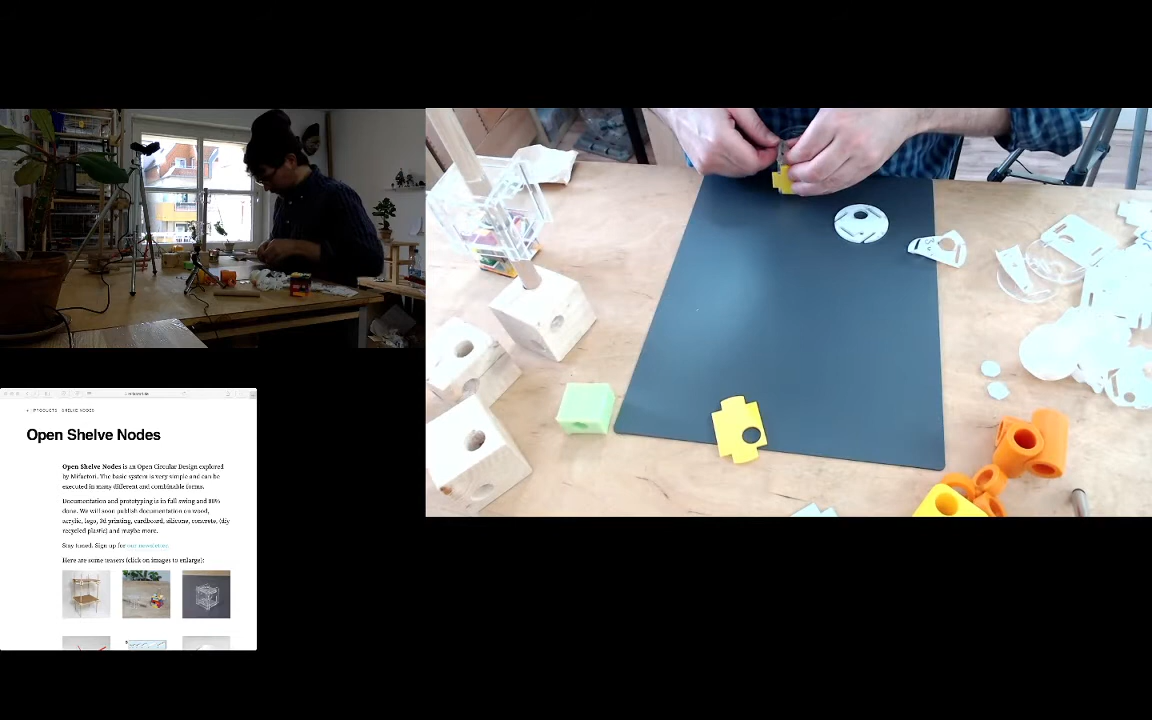 PRODUCTS SHELVE NODES
Open Shelve Nodes
Open Shelve Nodes is an Open Circular Design explored
by Mifactori. The basic system is very simple and can be
executed in many different and combinable forms.
Documentation and prototyping is in full swing and 80%
done. We will soon publish documentation on wood,
acrylic, lego, 3d printing, cardboard, silicone, concrete, (diy
recycled plastic) and maybe more.
Stay tuned. Sign up for our newsletter.
Here are some teasers (click on images to enlarge):